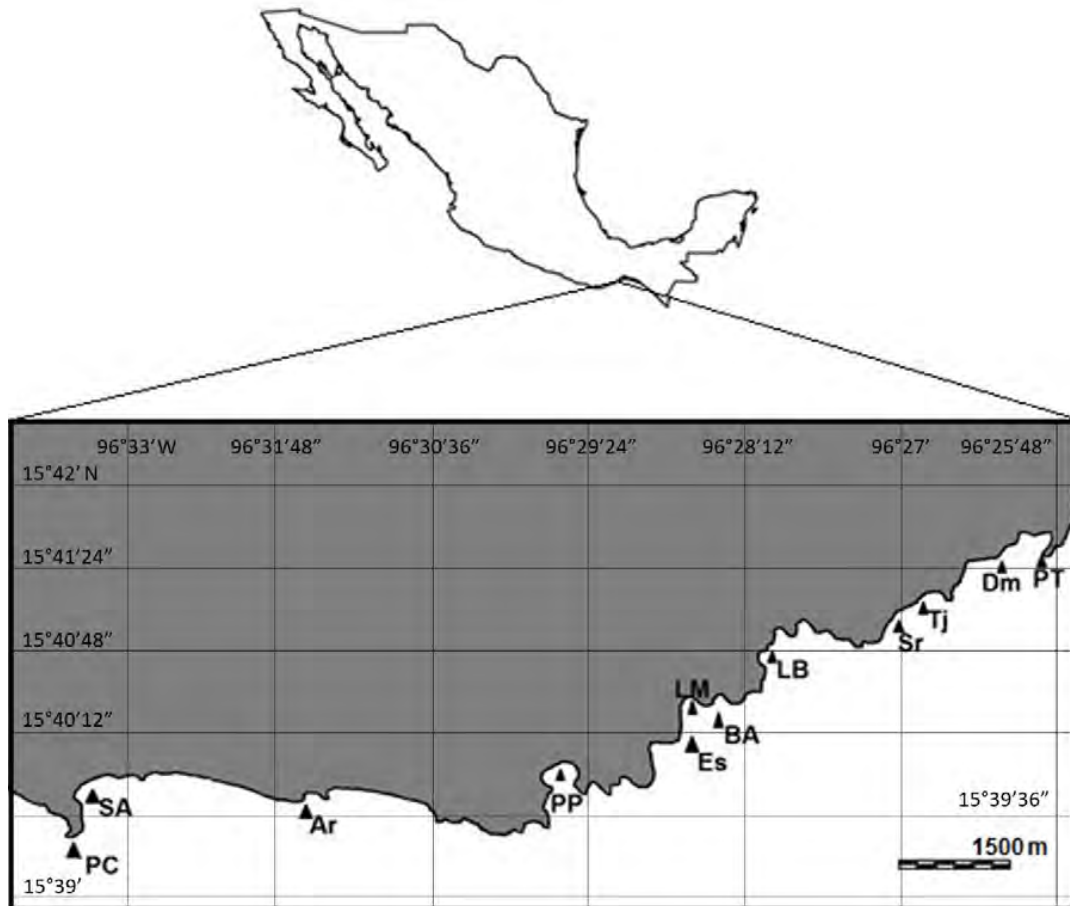 96°33’W 96°31’48” 96°30’36” 96°29’24” 96°28’12” 96°27’ 96°25’48”
15°42’ N
15°41’24”
Dm PT
Tj
Sr
15°40’48”
LB
LM
15°40’12”
BA
Es
SA
PP
15°39’36”
Ar
1500 m
PC
15°39’